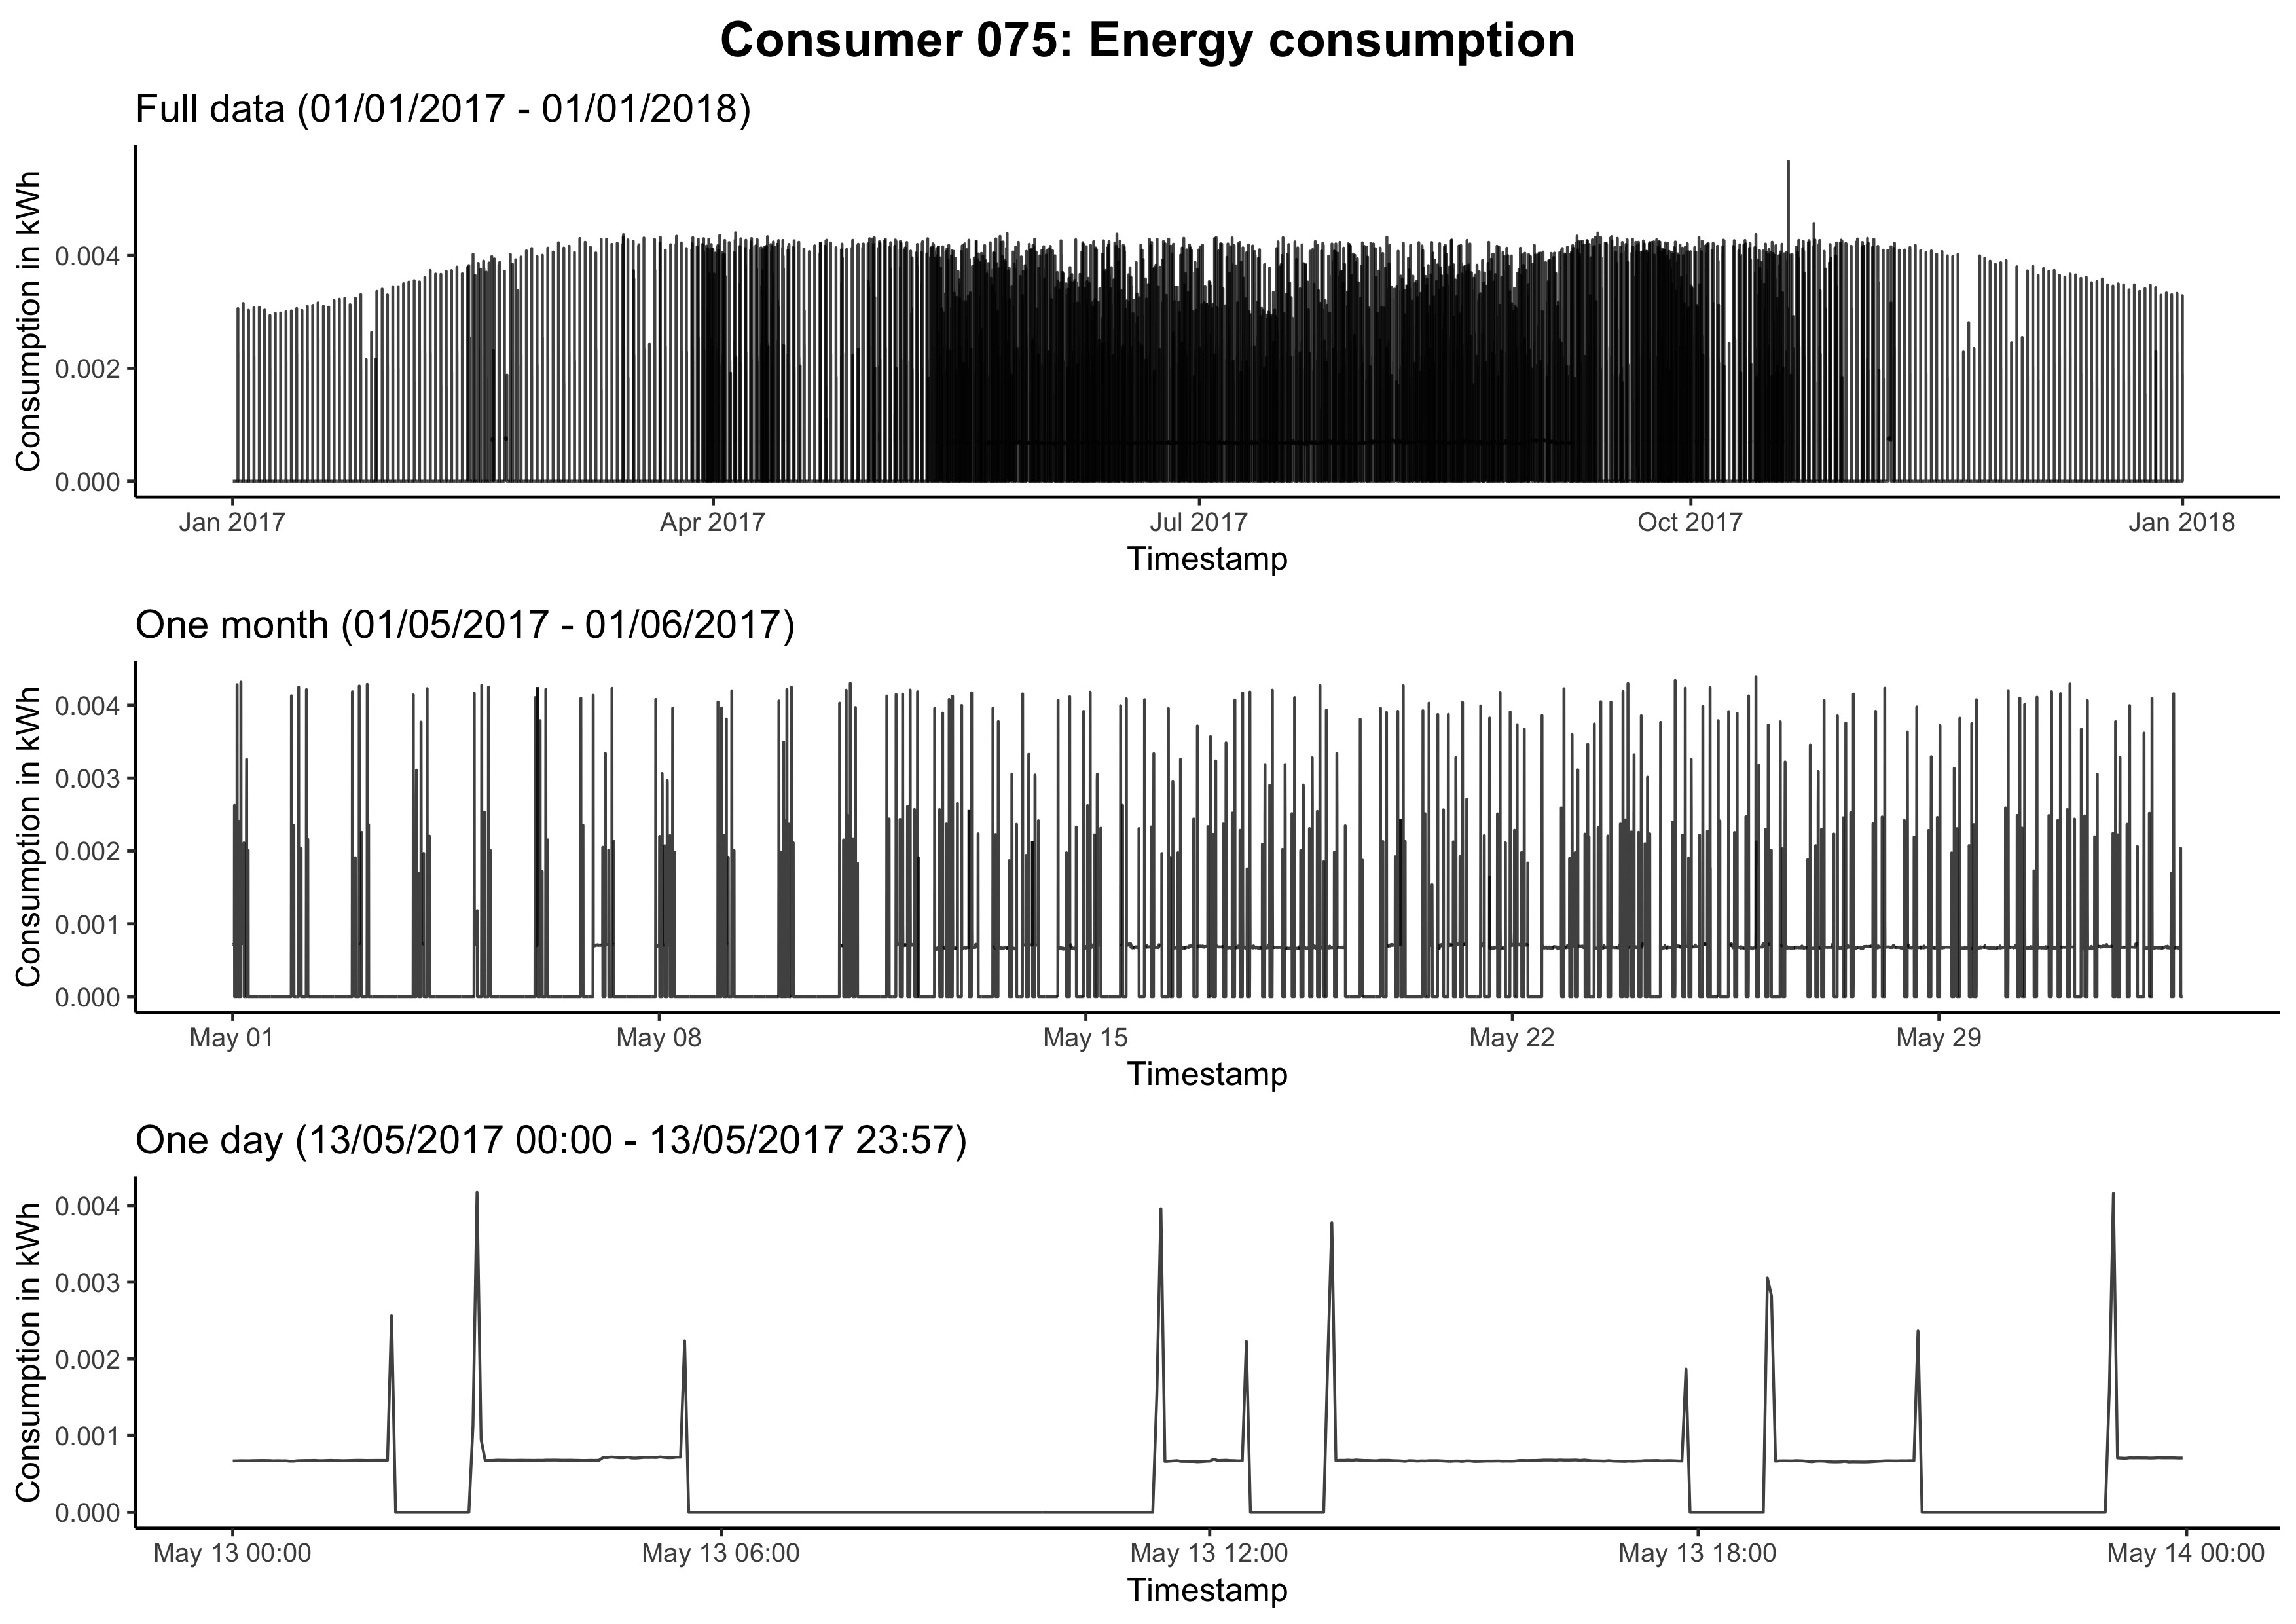 Consumer 075: Energy consumption
Full data (01/01/2017 - 01/01/2018)
Consumption in kWh
0.004
0.002
0.000
Jan 2017 Apr 2017 Jul 2017 Oct 2017 Jan 2018
Timestamp
One month (01/05/2017 - 01/06/2017)
Consumption in kWh
0.004
0.003
0.002
0.001
0.000
May 01 May 08 May 15 May 22 May 29
Timestamp
One day (13/05/2017 00:00 - 13/05/2017 23:57)
Consumption in kWh
0.004
0.003
0.002
0.001
0.000
May 13 00:00 May 13 06:00 May 13 12:00 May 13 18:00 May 14 00:00
Timestamp